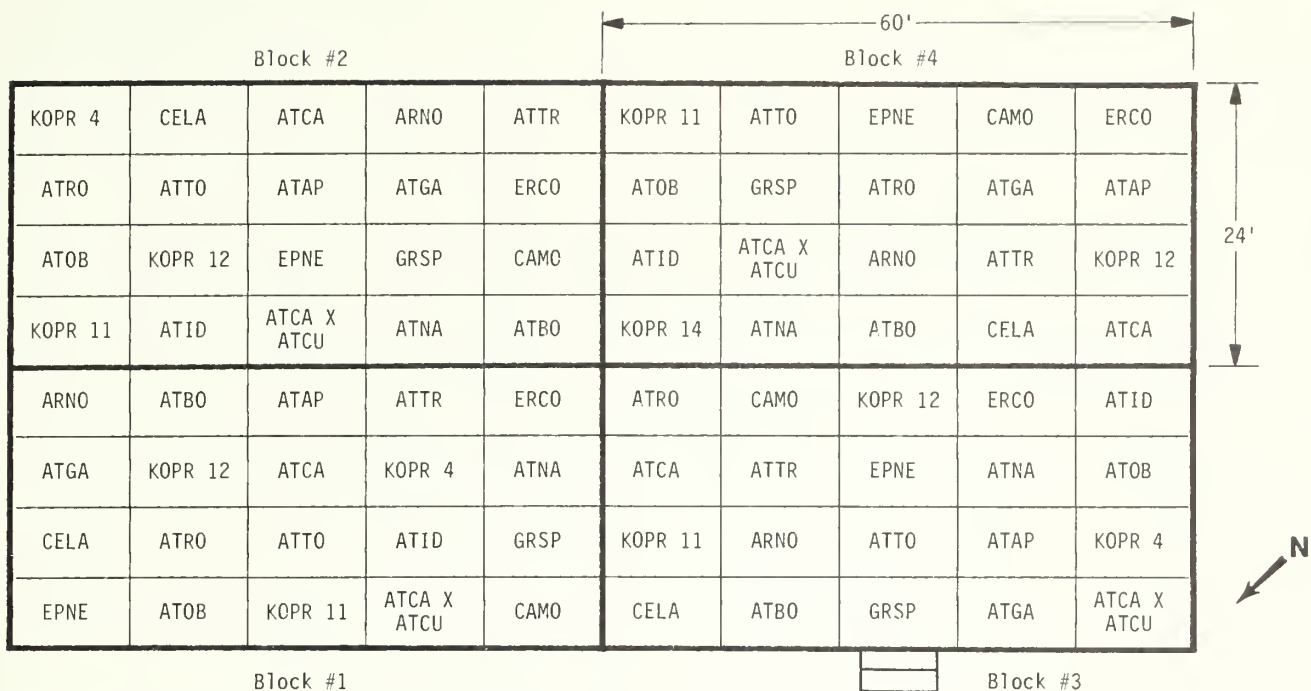 60'
Block #2 Block #4
KOPR 4 CELA ATCA ARNO ATTR KOPR 11 ATTO EPNE CAMO ERCO
ATRO ATTO ATAP ATGA ERCO ATOB GRSP ATRO ATGA ATAP
24'
ATOB KOPR 12 EPNE GRSP CAMO ATID ATCA X ARNO ATTR KOPR 12
ATCU
KOPR 11 ATID ATCA X ATNA ATBO KOPR 14 ATNA ATBO CELA ATCA
ATCU
ARNO ATBO ATAP ATTR ERCO ATRO CAMO KOPR 12 ERCO ATID
ATGA KOPR 12 ATCA KOPR 4 ATNA ATCA ATTR EPNE ATNA ATOB
CELA ATRO ATTO ATID GRSP KOPR 11 ARNO ATTO ATAP KOPR 4
N
EPNE ATOB KOPR 11 ATCA X CAMO CELA ATBO GRSP ATGA ATCA X
ATCU ATCU
Block #1 Block #3